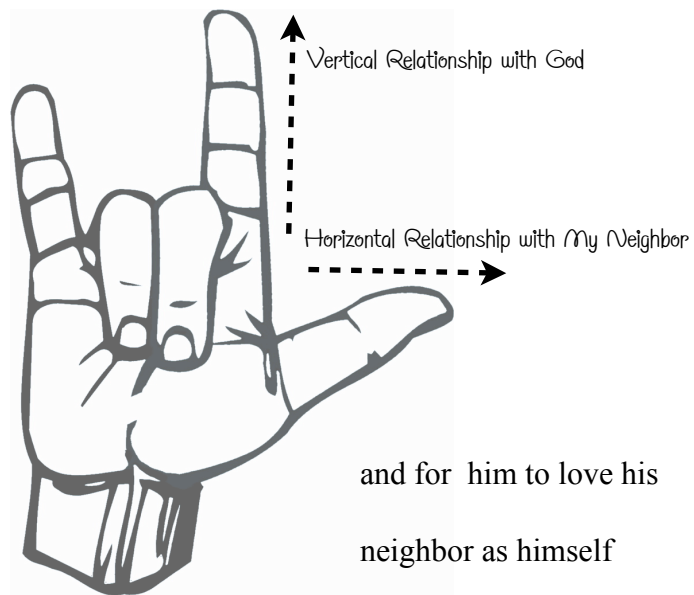 Vertical Relationship with God
Horizontal Relationship with My Neighbor
and for  him to love his
neighbor as himself